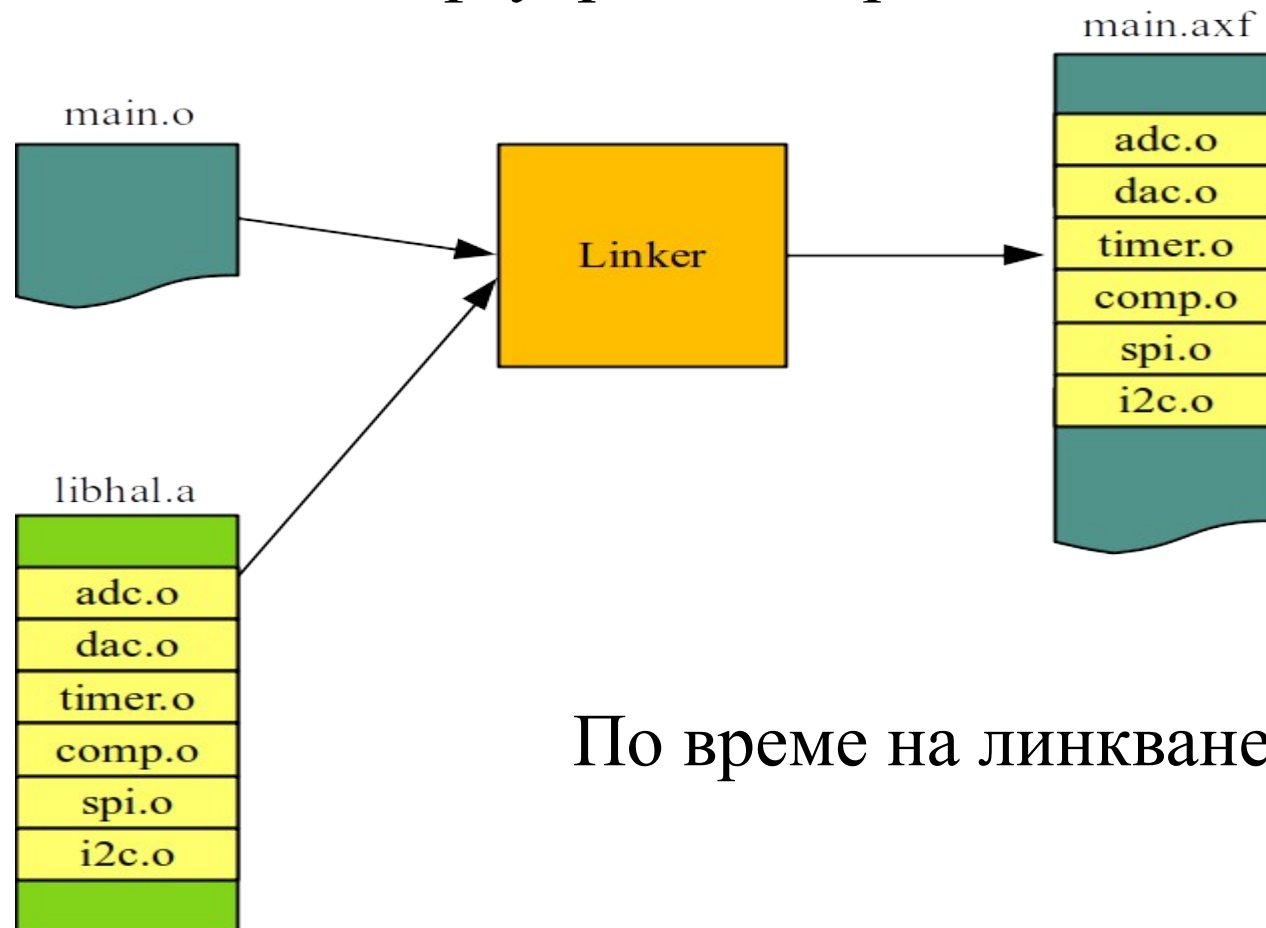 main.axf
main.o
adc.o
dac.o
timer.o
comp.o
spi.o
i2c.o
Linker
libhal.a
adc.o
dac.o
timer.o
comp.o
spi.o
i2c.o
По време на линкване